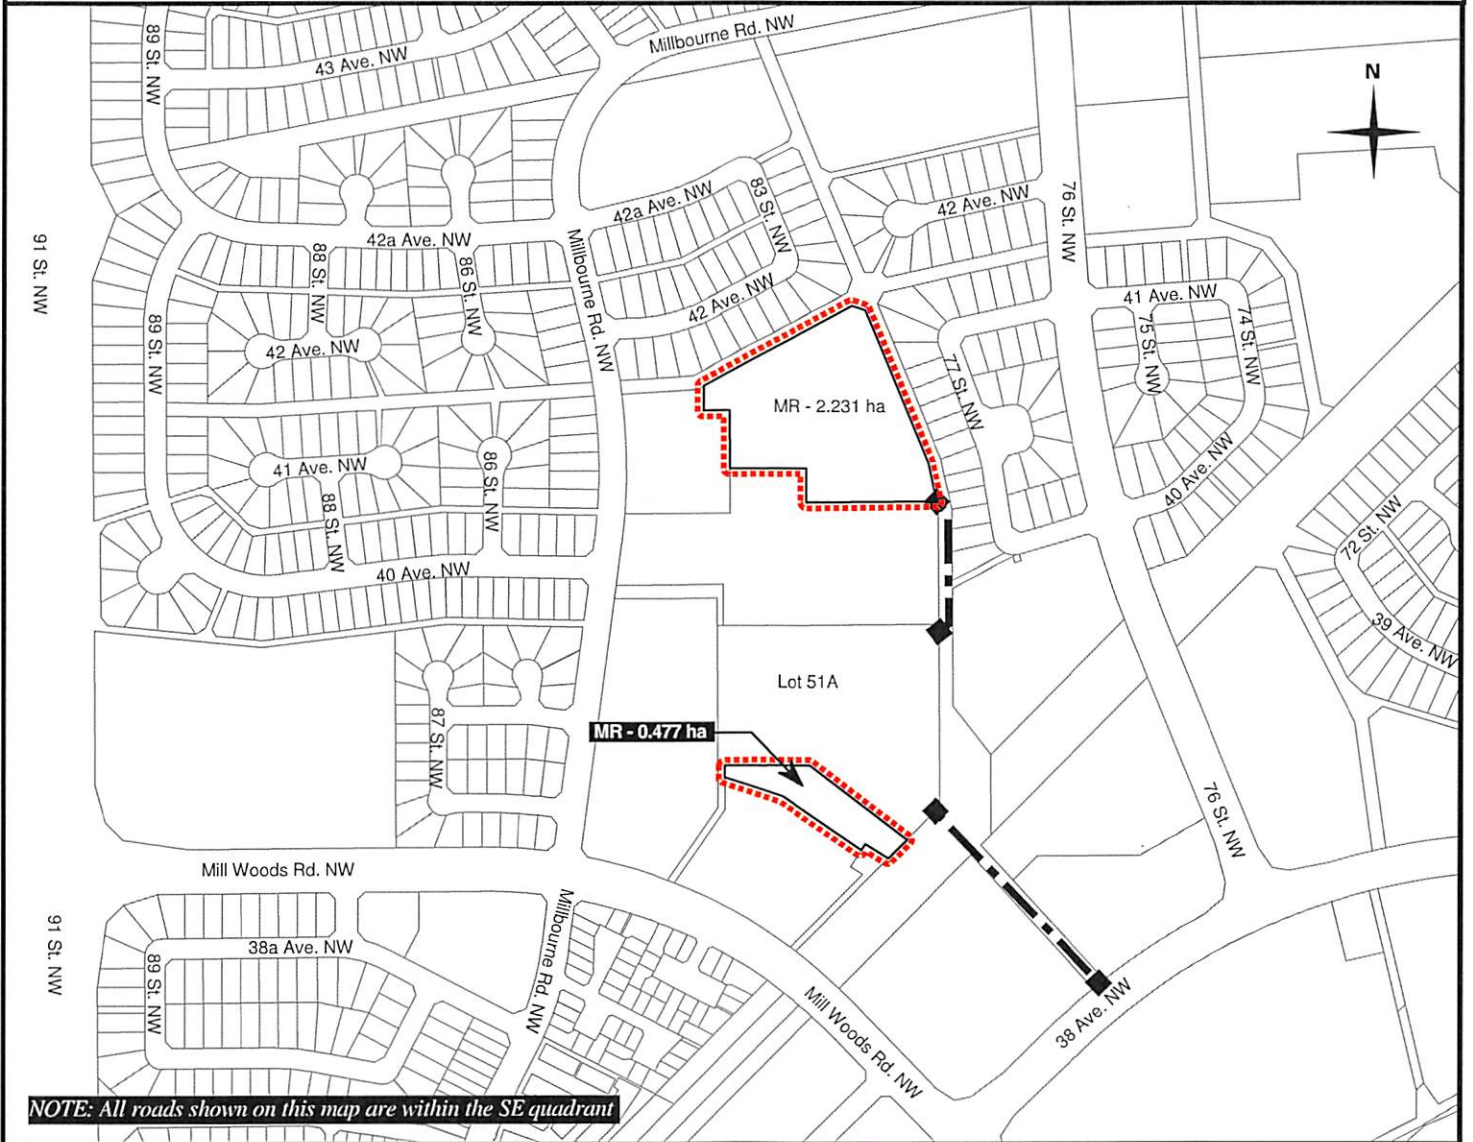 Millbourne Rd. NW
89 St. NW
43 Ave. NW
N
42a Ave. NW
83 St. NW
42 Ave. NW
76 St. NW
91 St. NW
42a Ave. NW
88 St. NW
86 St. NW
Millbourne Rd. NW
42 Ave. NW
41 Ave. NW
75 St. NW
74 St. NW
89 St. NW
42 Ave. NW
77 St. NW
MR - 2.231 ha
41 Ave. NW
86 St. NW
88 St. NW
40 Ave. NW
72 St. NW
40 Ave. NW
39 Ave. NW
Lot 51A
MR - 0.477 ha
87 St. NW
76 St. NW
Mill Woods Rd. NW
91 St. NW
38a Ave. NW
89 St. NW
Millbourne Rd. NW
Mill Woods Rd. NW
38 Ave. NW
NOTE: All roads shown on this map are within the SE quadrant